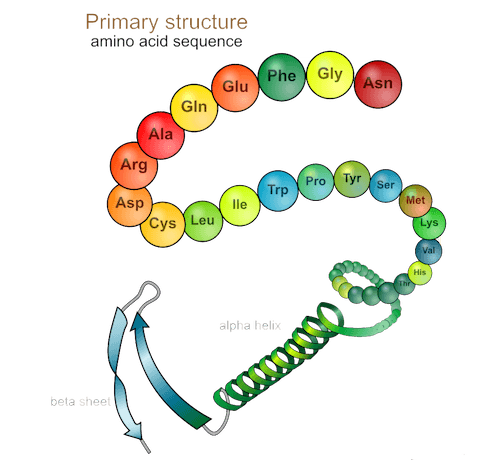 Primary structure
amino acid sequence
Asn
Gly
Phe
Glu
Gln
Ala
Arg
Asp
Cys
Leu
Ile
Trp
Pro
Tyr
Ser
Met
Lys
Val
His
Thr
alpha helix
beta sheet